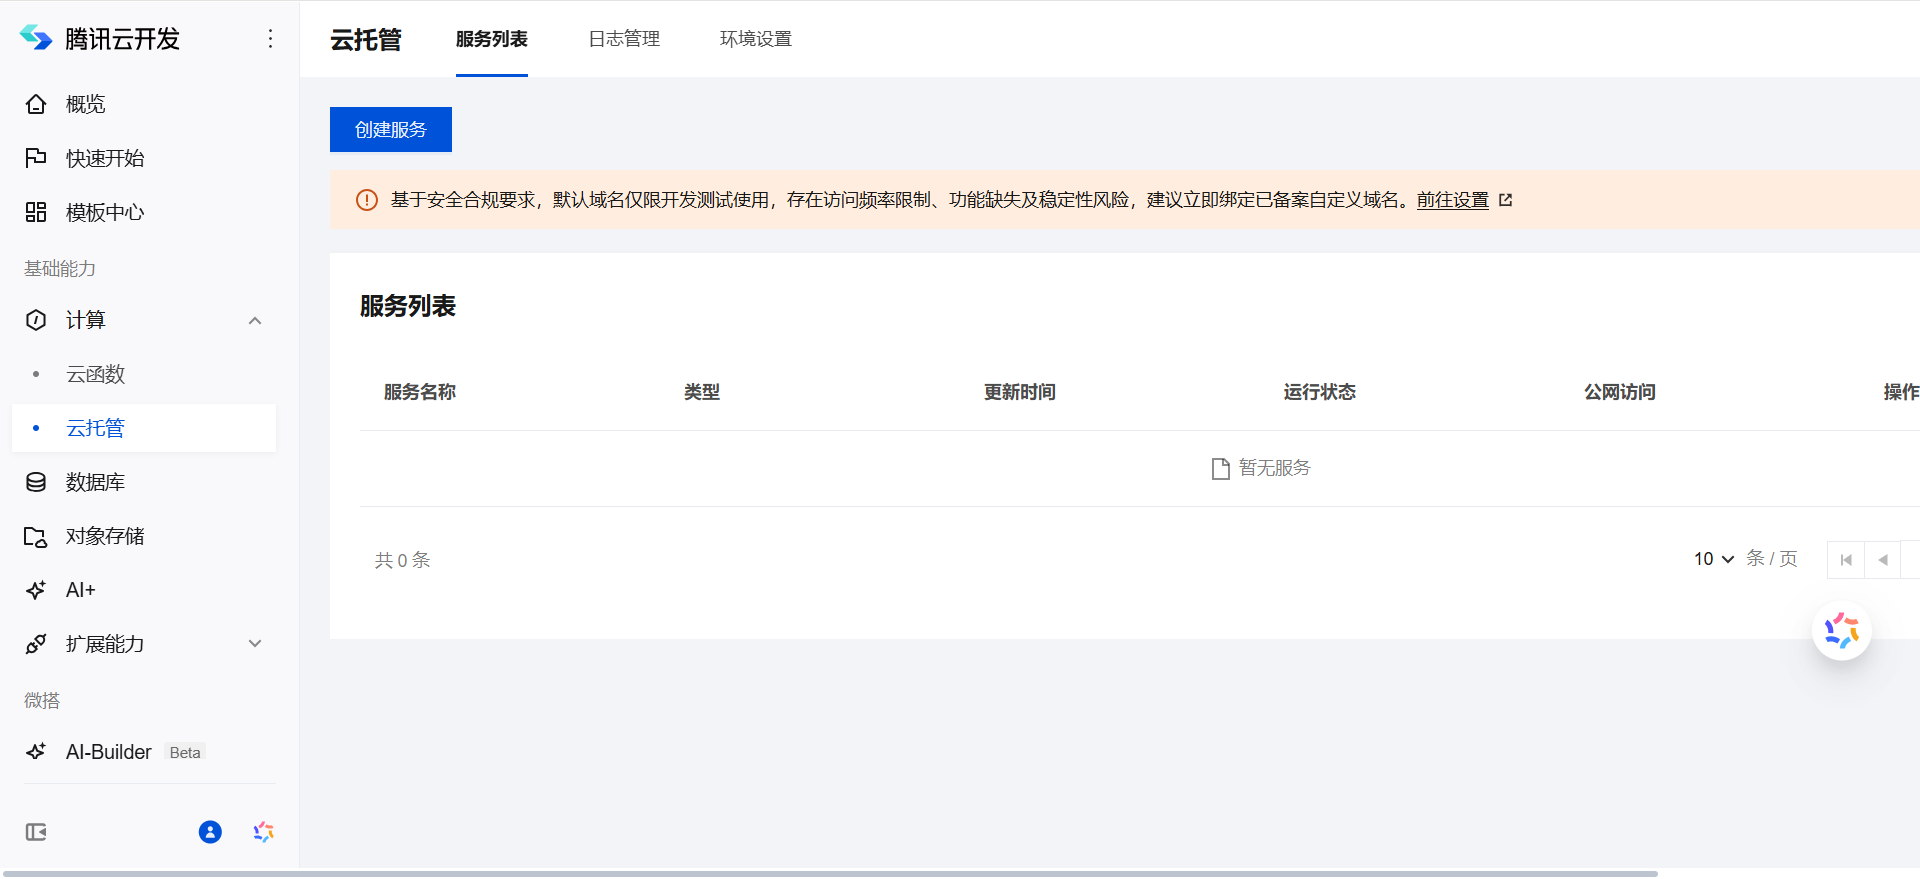 腾讯云开发
概览
快速开始
模板中心
基础能力
计算
云函数
云托管
数据库
对象存储
AI+
扩展能力
微搭
AI-Builder Beta
云托管 服务列表 日志管理 环境设置
创建服务
基于安全合规要求，默认域名仅限开发测试使用，存在访问频率限制、功能缺失及稳定性风险，建议立即绑定已备案自定义域名。前往设置
服务列表
服务名称 类型 更新时间 运行状态 公网访问 操作
暂无服务
共 0 条 10 条 / 页